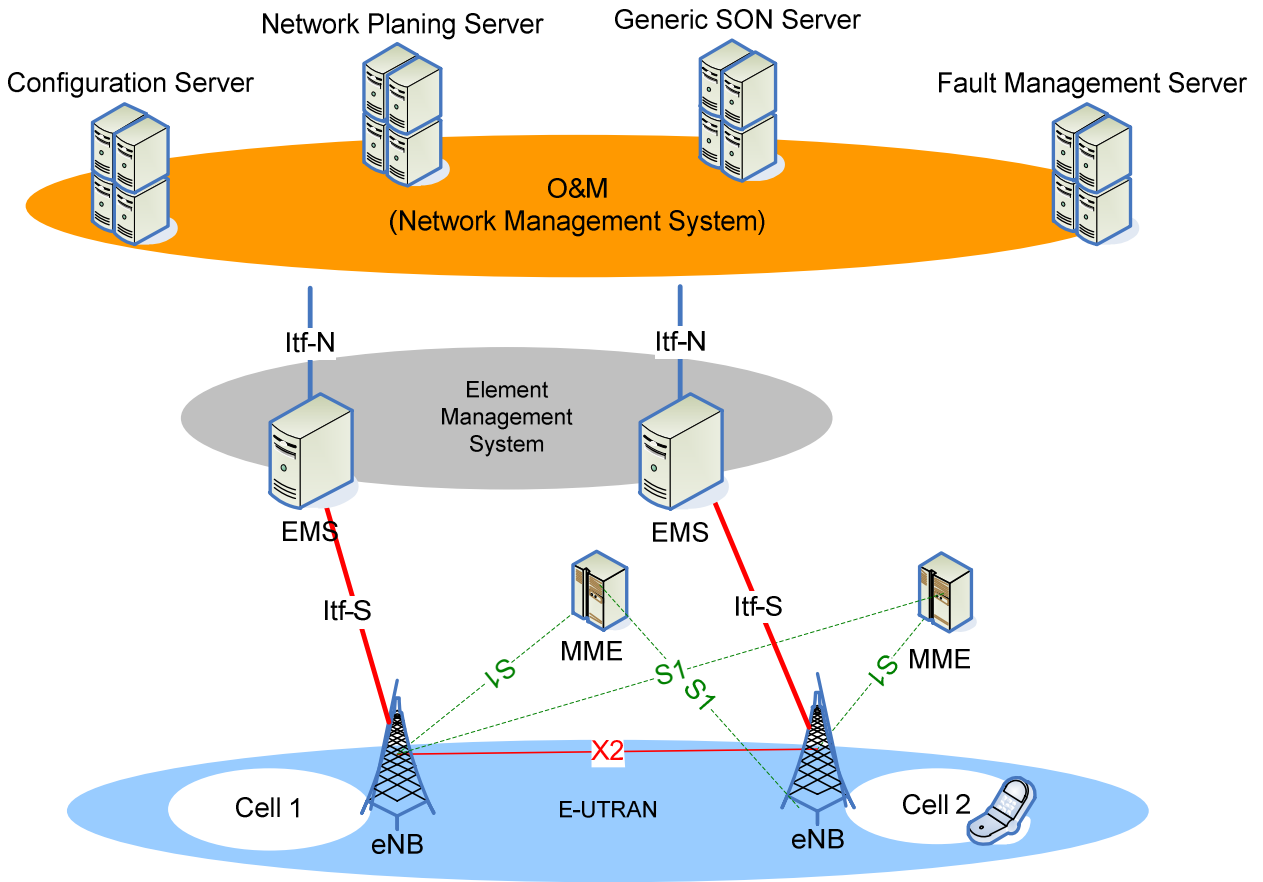 Network Planing Server
Generic SON Server
Configuration Server
Fault Management Server
O&M
(Network Management System)
Itf-N
Itf-N
Element
Management
System
EMS
EMS
Itf-S
Itf-S
MME
MME
S1
S1
S1
S1
X2
Cell 1
E-UTRAN
Cell 2
eNB
eNB